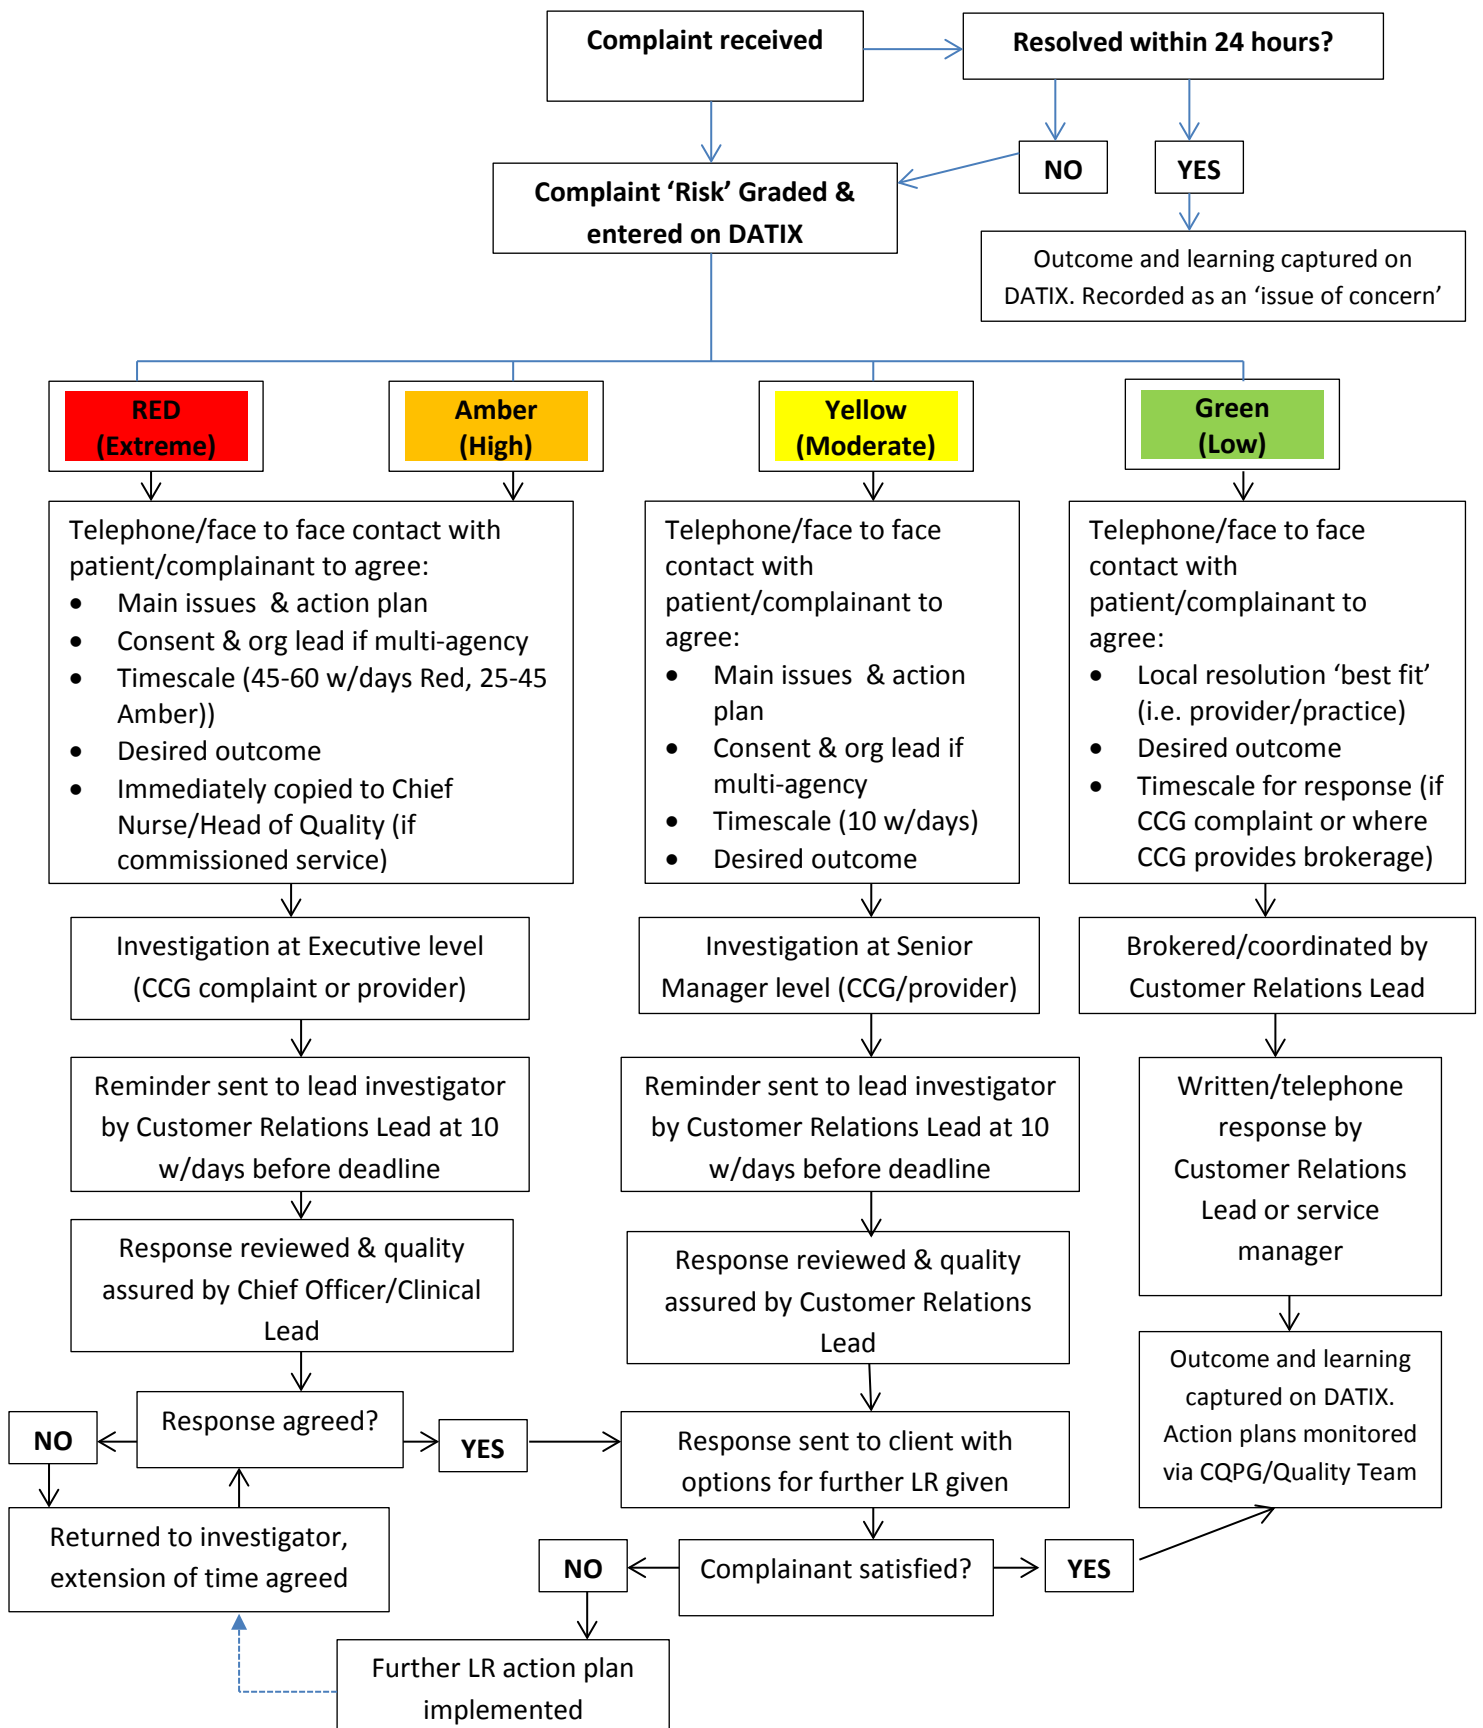 Complaint received
Resolved within 24 hours?
NO
YES
Complaint ‘Risk’ Graded &
entered on DATIX
Outcome and learning captured on
DATIX. Recorded as an ‘issue of concern’
RED
(Extreme)
Amber
(High)
Yellow
(Moderate)
Green
(Low)
Telephone/face to face contact with
patient/complainant to agree:
• Main issues & action plan
• Consent & org lead if multi-agency
• Timescale (45-60 w/days Red, 25-45
Amber))
• Desired outcome
• Immediately copied to Chief
Nurse/Head of Quality (if
commissioned service)
Telephone/face to face
contact with
patient/complainant to
agree:
• Main issues & action
plan
• Consent & org lead if
multi-agency
• Timescale (10 w/days)
• Desired outcome
Telephone/face to face
contact with
patient/complainant to
agree:
• Local resolution ‘best fit’
(i.e. provider/practice)
• Desired outcome
• Timescale for response (if
CCG complaint or where
CCG provides brokerage)
Investigation at Executive level
(CCG complaint or provider)
Investigation at Senior
Manager level (CCG/provider)
Brokered/coordinated by
Customer Relations Lead
Reminder sent to lead investigator
by Customer Relations Lead at 10
w/days before deadline
Reminder sent to lead investigator
by Customer Relations Lead at 10
w/days before deadline
Written/telephone
response by
Customer Relations
Lead or service
manager
Response reviewed & quality
assured by Chief Officer/Clinical
Lead
Response reviewed & quality
assured by Customer Relations
Lead
Outcome and learning
captured on DATIX.
Action plans monitored
via CQPG/Quality Team
NO
Response agreed?
YES
Response sent to client with
options for further LR given
Returned to investigator,
extension of time agreed
NO
Complainant satisfied?
YES
Further LR action plan
implemented